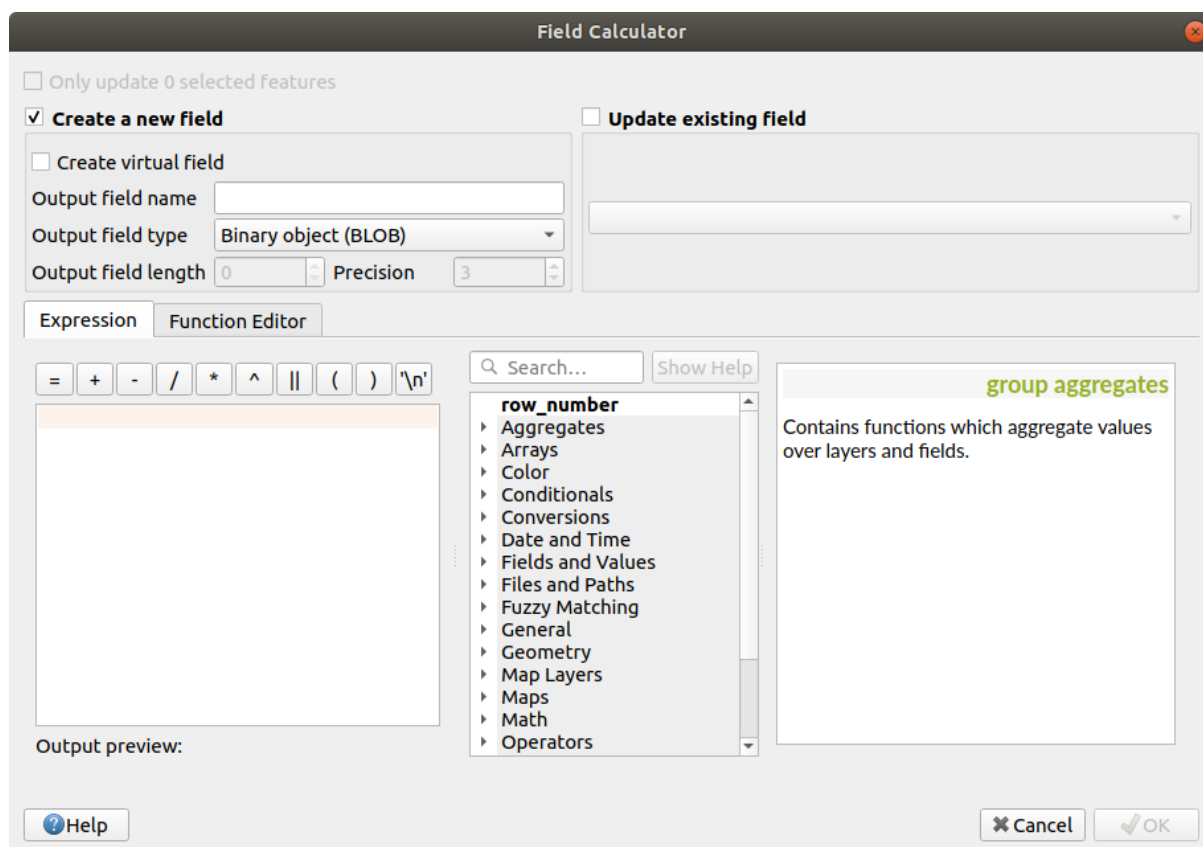 Field Calculator
Only update 0 selected features
Create a new field
Update existing field
Create virtual field
Output field name
Output field type Binary object (BLOB)
Output field length 0 Precision 3
Expression Function Editor
= + - / * ^ || ( ) '\n'
Search... Show Help
row_number
Aggregates
Arrays
Color
Conditionals
Conversions
Date and Time
Fields and Values
Files and Paths
Fuzzy Matching
General
Geometry
Map Layers
Maps
Math
Operators
group aggregates
Contains functions which aggregate values
over layers and fields.
Output preview:
Help
Cancel
OK